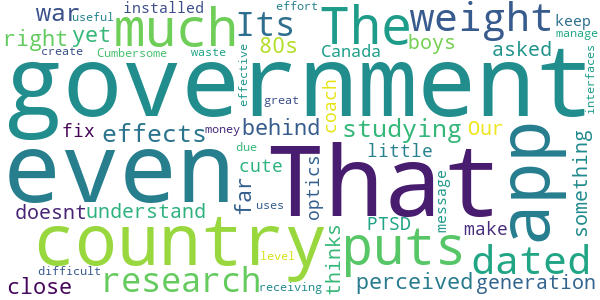 war installed much Its The weight effort useful
right yet Cumbersome 80s Canada boys asked keep manage
create waste effective great interfaces
government
fix effects money behind coach studying Our app
even due cute That little something
doesnt understand far uses optics PTSD message make
country puts dated
close research thinks perceived generation
difficult level receiving